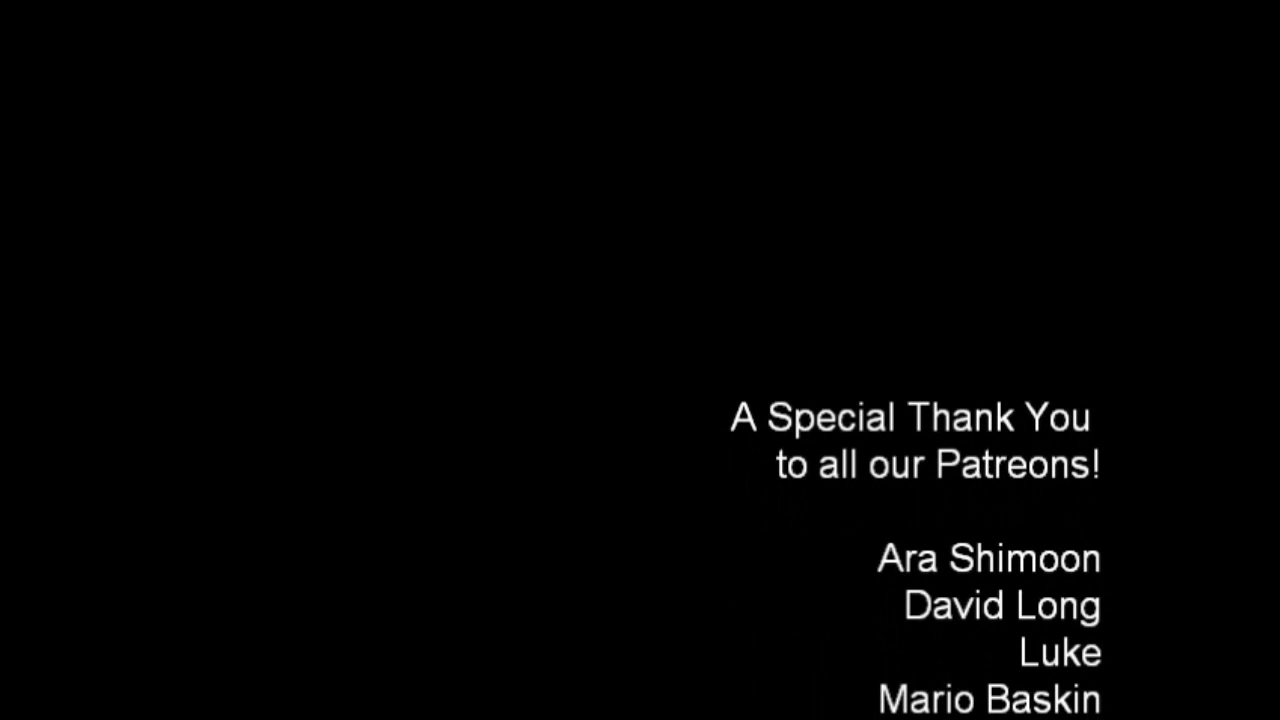 A Special Thank You
to all our Patreons!
Ara Shimoon
David Long
Luke
Mario Baskin